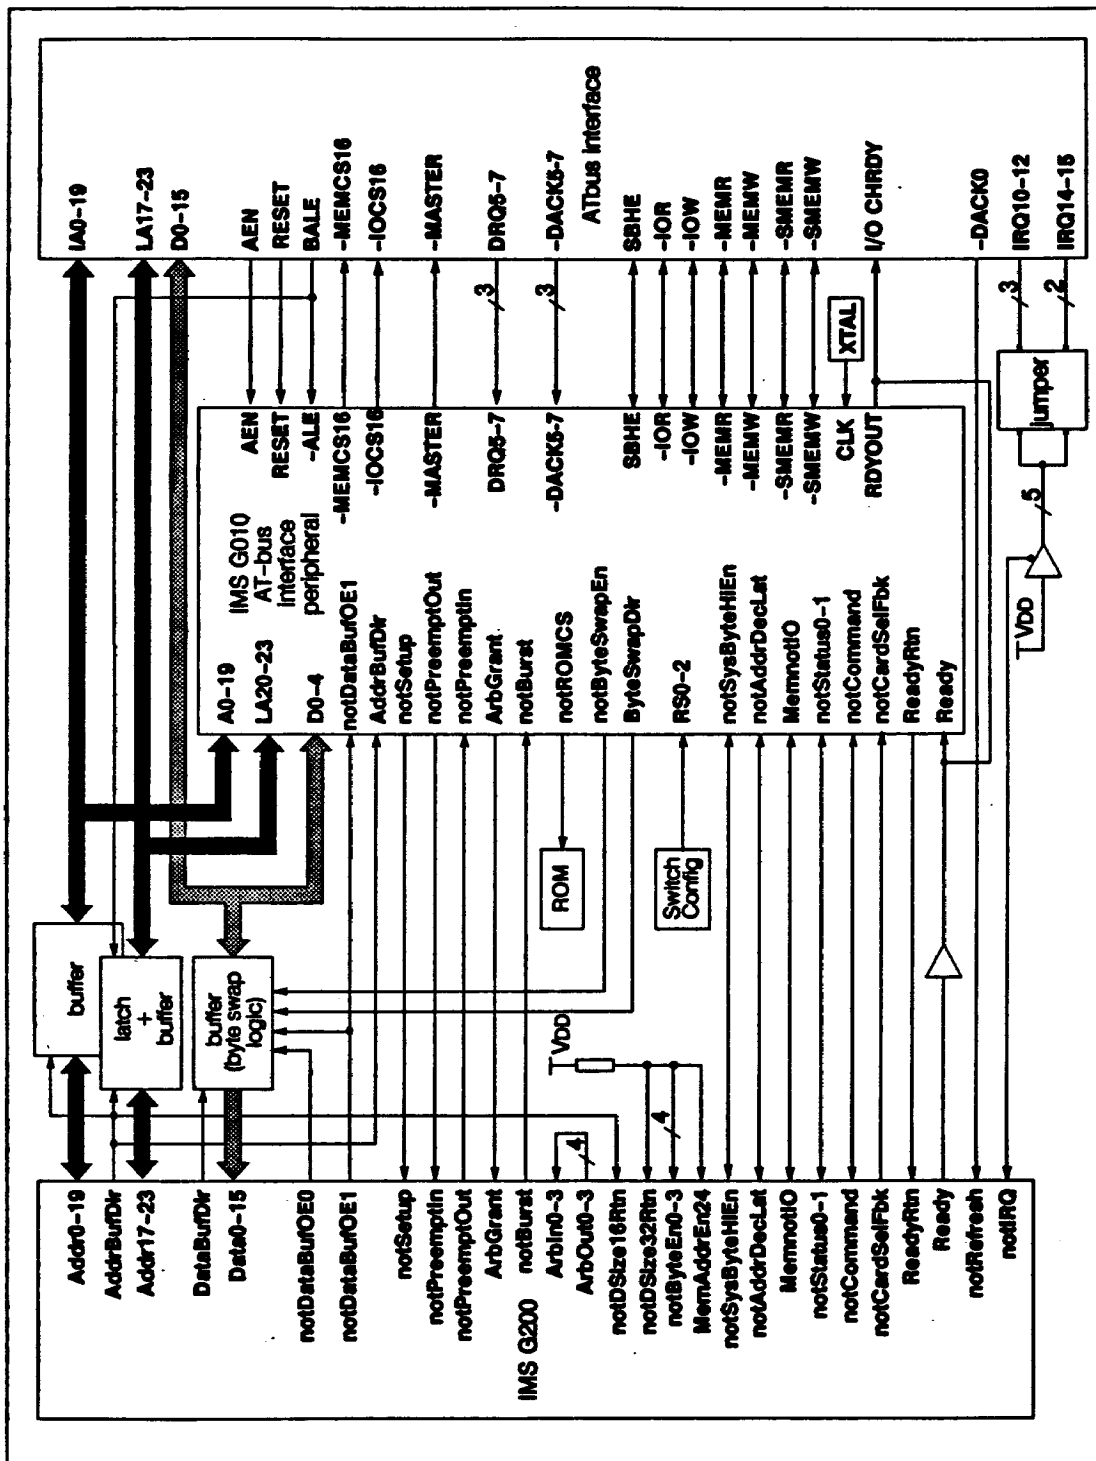 Addr0-19
AddrBufDir
Addr17-23
DataBufDir
Data0-15
notDataBufOE0
notDataBufOE1
notSetup
notPreemptIn
notPreemptOut
ArbGrant
notBurst
IMS G200
ArbIn0-3
ArbOut0-3
notDSize16Rtn
notDSize32Rtn
notByteEn0-3
MemAddrEn24
notSysByteHiEn
notAddrDecLat
MemnotIO
notStatus0-1
notCommand
notCardSelFbk
ReadyRtn
Ready
notRefresh
notIRQ
buffer
latch
+
buffer
buffer
(byte swap
logic)
VDD
4
4
ROM
Switch
Config
A0-19
LA20-23
D0-4
notDataBufOE1
AddrBufDir
notSetup
notPreemptOut
notPreemptIn
ArbGrant
notBurst
notROMCS
notByteSwapEn
ByteSwapDir
RS0-2
notSysByteHiEn
notAddrDecLat
MemnotIO
notStatus0-1
notCommand
notCardSelFbk
ReadyRtn
Ready
IMS G010
AT-bus
interface
peripheral
AEN
RESET
-ALE
-MEMCS16
-IOCS16
-MASTER
DRQ5-7
-DACK5-7
SBHE
-IOR
-IOW
-MEMR
-MEMW
-SMEMR
-SMEMW
CLK
RDYOUT
XTAL
VDD
5
jumper
3
3
3
2
IA0-19
LA17-23
D0-15
AEN
RESET
BALE
-MEMCS16
-IOCS16
-MASTER
DRQ5-7
-DACK5-7
ATbus interface
SBHE
-IOR
-IOW
-MEMR
-MEMW
-SMEMR
-SMEMW
I/O CHRDY
-DACK0
IRQ10-12
IRQ14-15